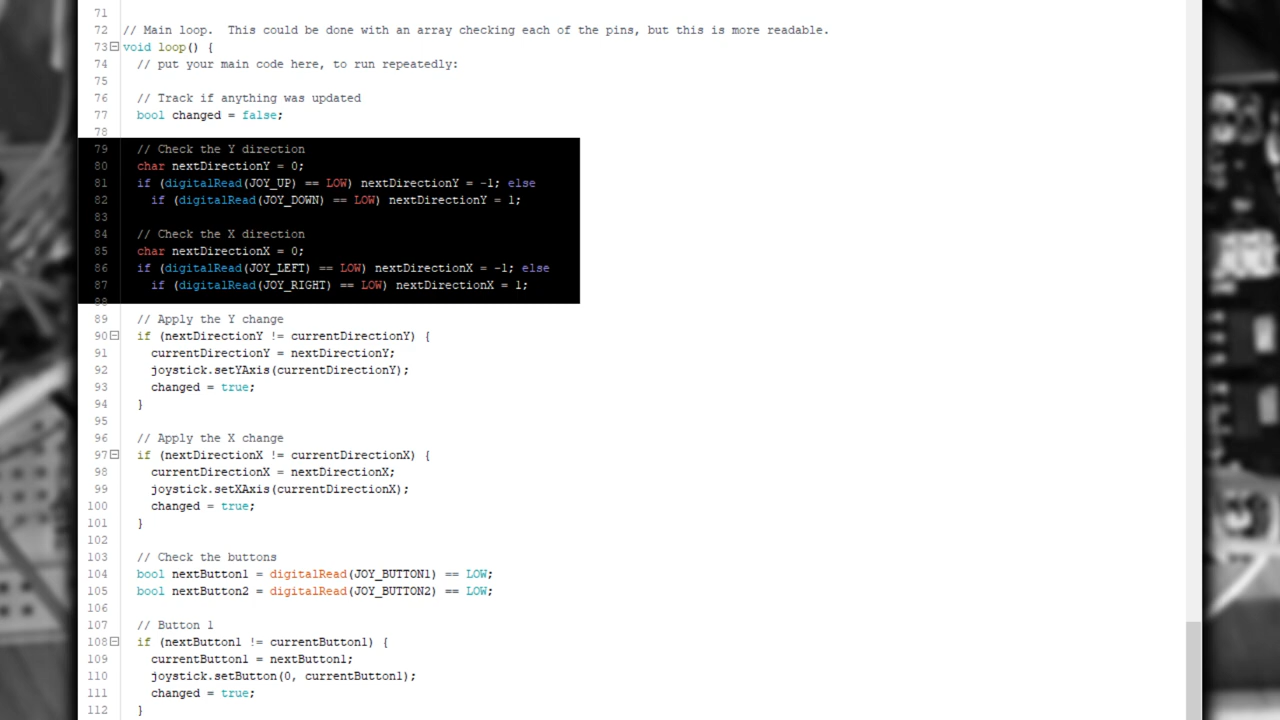 71
72 // Main loop.  This could be done with an array checking each of the pins, but this is more readable.
73 void loop() {
74   // put your main code here, to run repeatedly:
75
76   // Track if anything was updated
77   bool changed = false;
78
79   // Check the Y direction
80   char nextDirectionY = 0;
81   if (digitalRead(JOY_UP) == LOW) nextDirectionY = -1; else
82     if (digitalRead(JOY_DOWN) == LOW) nextDirectionY = 1;
83
84   // Check the X direction
85   char nextDirectionX = 0;
86   if (digitalRead(JOY_LEFT) == LOW) nextDirectionX = -1; else
87     if (digitalRead(JOY_RIGHT) == LOW) nextDirectionX = 1;
88
89   // Apply the Y change
90   if (nextDirectionY != currentDirectionY) {
91     currentDirectionY = nextDirectionY;
92     joystick.setYAxis(currentDirectionY);
93     changed = true;
94   }
95
96   // Apply the X change
97   if (nextDirectionX != currentDirectionX) {
98     currentDirectionX = nextDirectionX;
99     joystick.setXAxis(currentDirectionX);
100     changed = true;
101   }
102
103   // Check the buttons
104   bool nextButton1 = digitalRead(JOY_BUTTON1) == LOW;
105   bool nextButton2 = digitalRead(JOY_BUTTON2) == LOW;
106
107   // Button 1
108   if (nextButton1 != currentButton1) {
109     currentButton1 = nextButton1;
110     joystick.setButton(0, currentButton1);
111     changed = true;
112   }